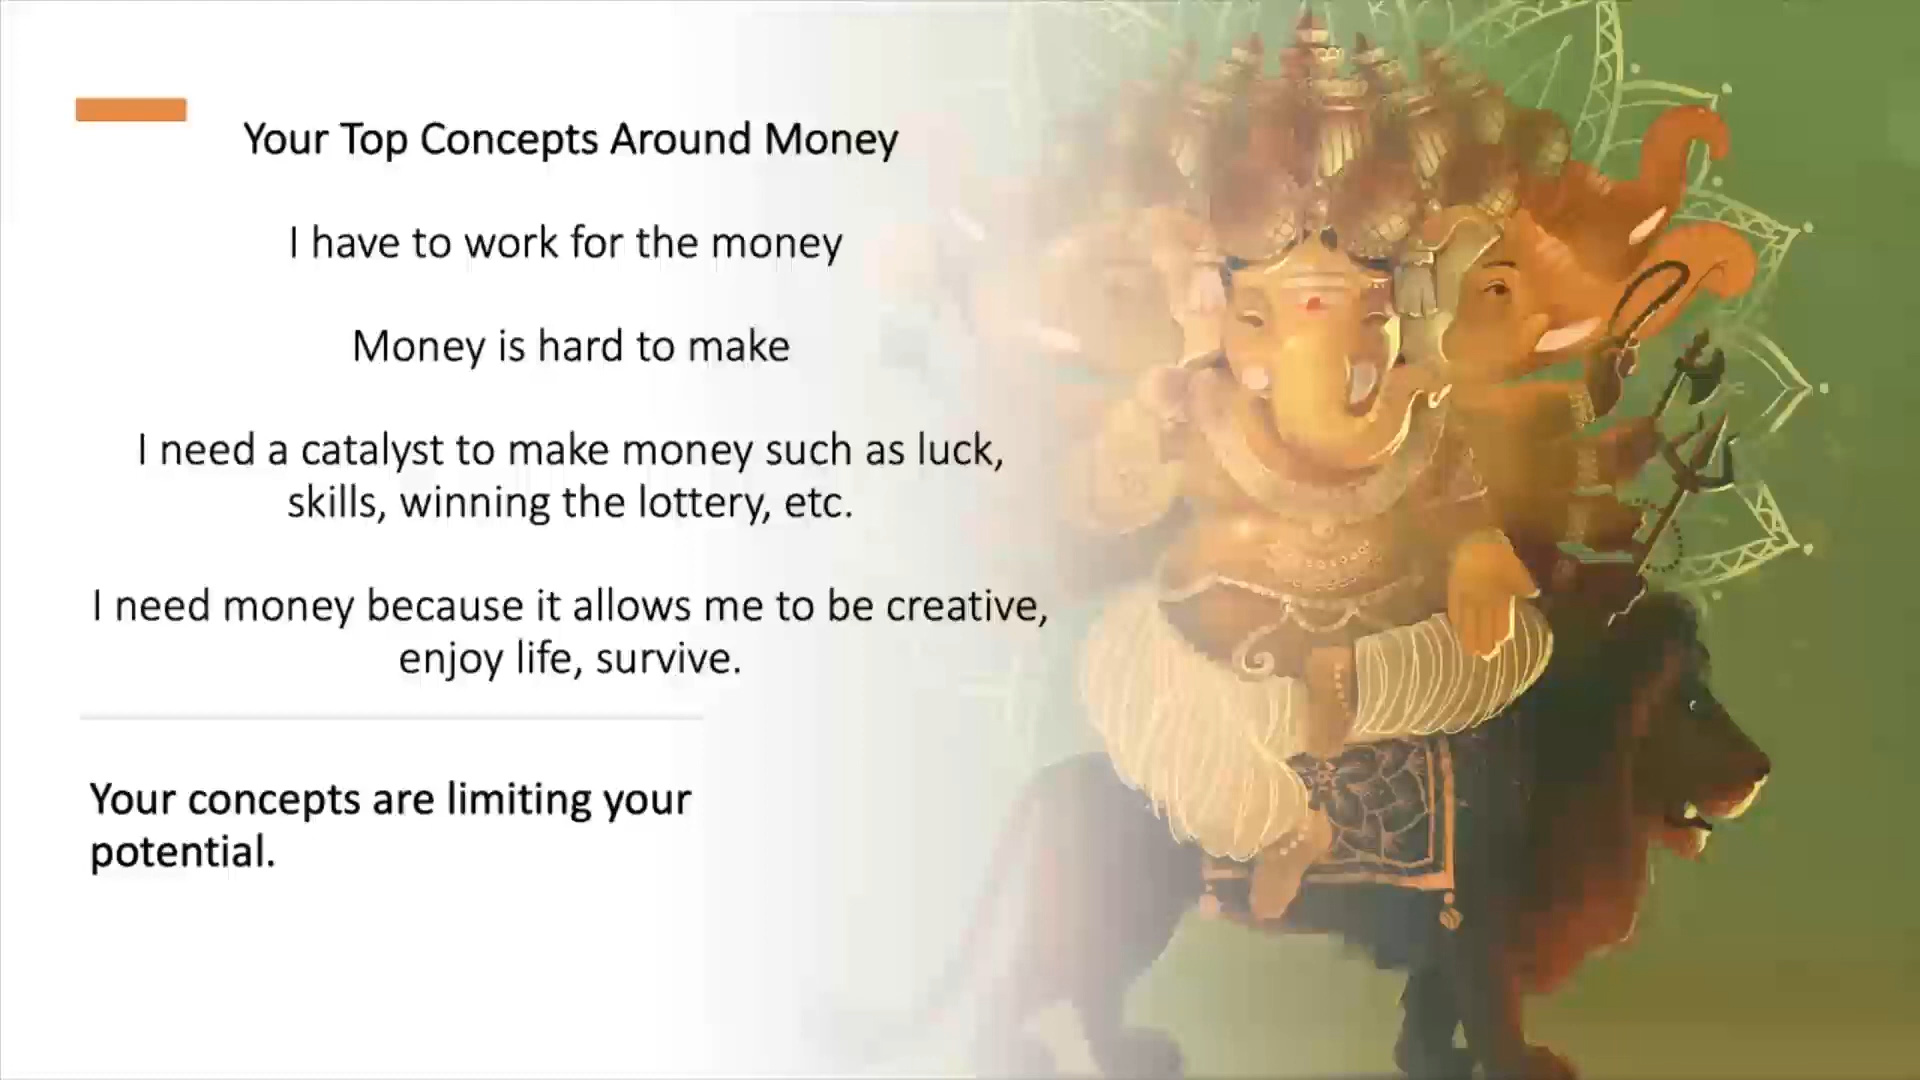 Your Top Concepts Around Money
I have to work for the money
Money is hard to make
I need a catalyst to make money such as luck,
skills, winning the lottery, etc.
I need money because it allows me to be creative,
enjoy life, survive.
Your concepts are limiting your
potential.